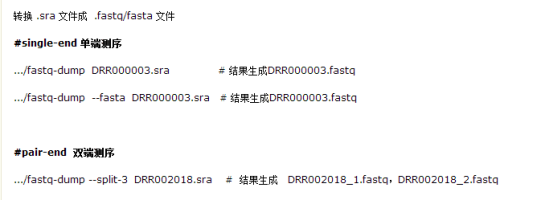 转换 .sra 文件成 .fastq/fasta 文件
#single-end 单端测序
.../fastq-dump DRR000003.sra # 结果生成DRR000003.fastq
.../fastq-dump --fasta DRR000003.sra # 结果生成DRR000003.fastq
#pair-end 双端测序
.../fastq-dump --split-3 DRR002018.sra # 结果生成 DRR002018_1.fastq，DRR002018_2.fastq